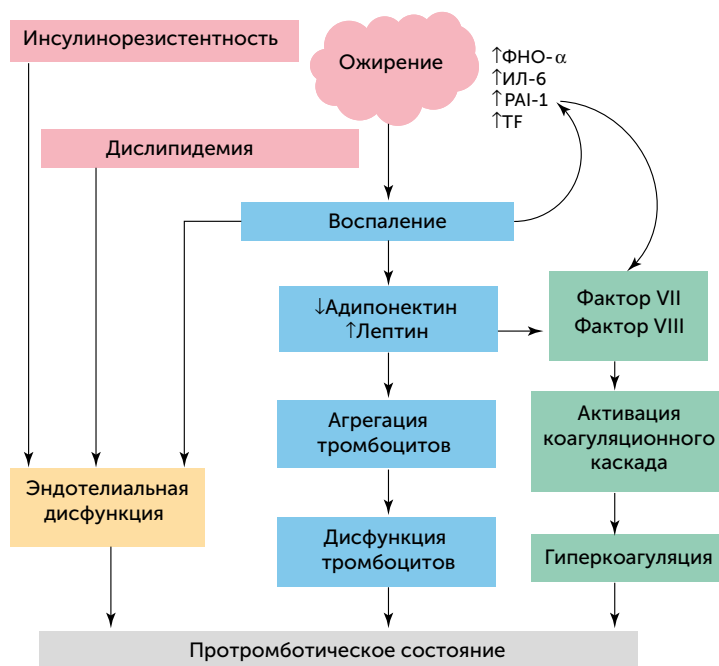 Инсулинорезистентность
Ожирение
↑ФНО-α
↑ИЛ-6
↑PAI-1
↑TF
Дислипидемия
Воспаление
↓Адипонектин
↑Лептин
Фактор VII
Фактор VIII
Агрегация
тромбоцитов
Активация
коагуляционного
каскада
Эндотелиальная
дисфункция
Дисфункция
тромбоцитов
Гиперкоагуляция
Протромботическое состояние